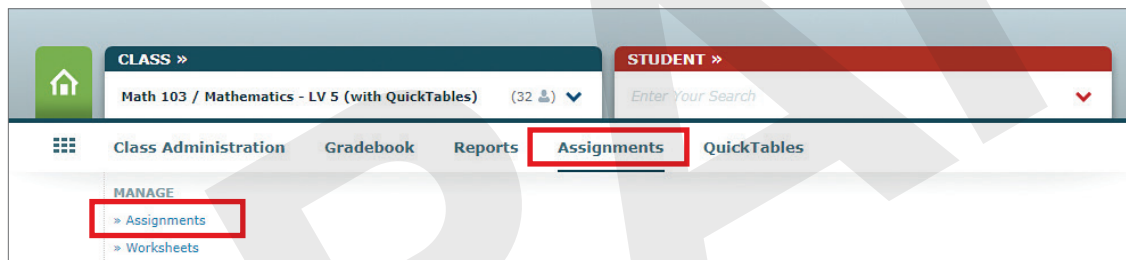 CLASS »
STUDENT »
Math 103 / Mathematics - LV 5 (with QuickTables) (32)
Enter Your Search
Class Administration Gradebook Reports Assignments QuickTables
MANAGE
» Assignments
» Worksheets